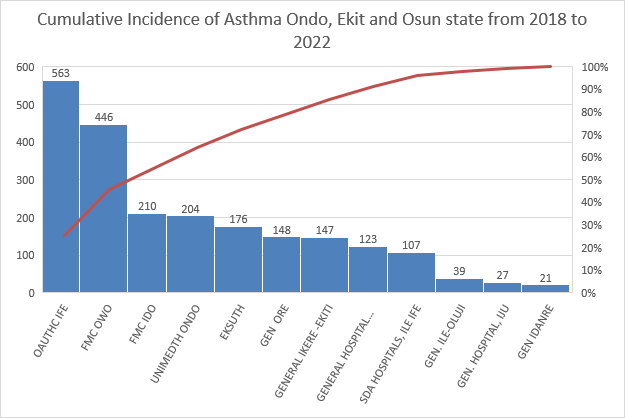 Cumulative Incidence of Asthma Ondo, Ekit and Osun state from 2018 to
2022
600
500
400
300
200
100
0
563
446
210
204
176
148
147
123
107
39
27
21
100%
90%
80%
70%
60%
50%
40%
30%
20%
10%
0%
OAUTHC IFE
FMC OWO
FMC IDO
UNIMEDTH ONDO
EKSUTH
GEN ORE
GENERAL IKERE -EKITI
GENERAL HOSPITAL...
SDA HOSPITALS, ILE IFE
GEN. ILE-OLUJI
GEN. HOSPITAL, IJU
GEN IDANRE